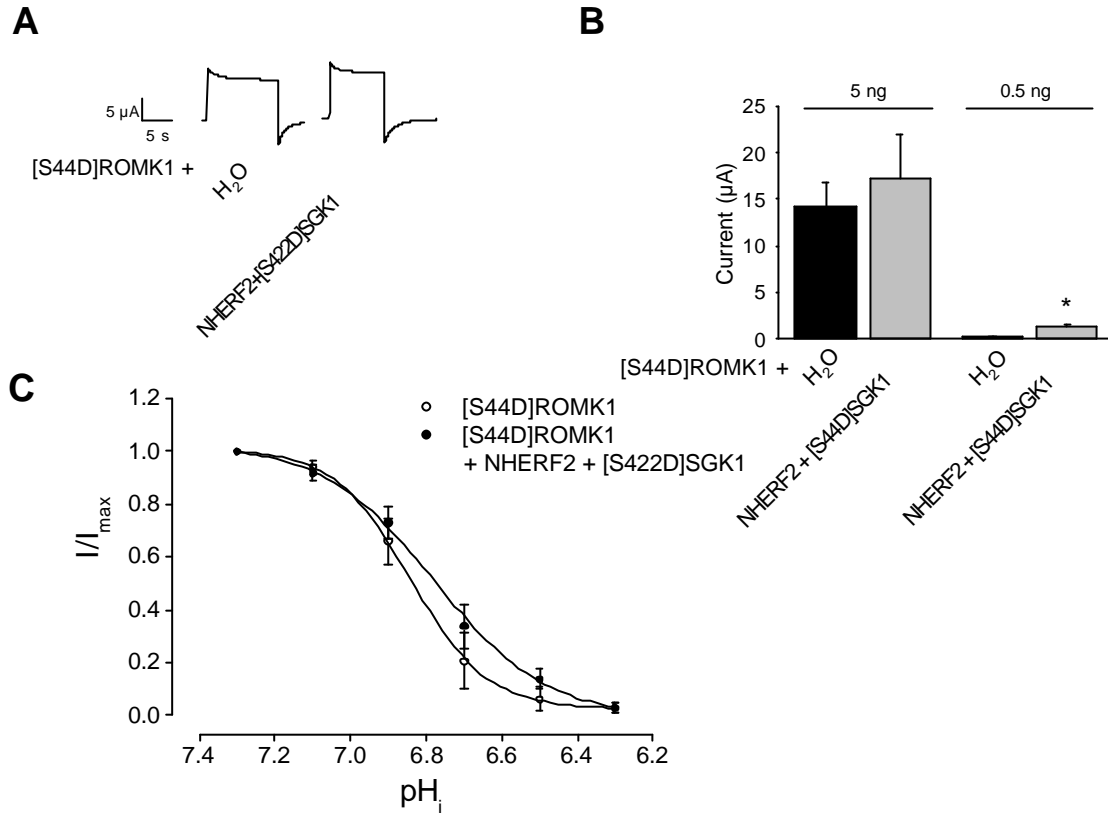 A
5 µA
5 s
[S44D]ROMK1 +
H₂O
NHERF2+[S422D]SGK1
B
5 ng
0.5 ng
25
20
15
10
5
0
Current (µA)
*
[S44D]ROMK1 +
H₂O
NHERF2 + [S44D]SGK1
H₂O
NHERF2 + [S44D]SGK1
C
[S44D]ROMK1
[S44D]ROMK1
+ NHERF2 + [S422D]SGK1
1.2
1.0
0.8
0.6
0.4
0.2
0.0
I/Imax
7.4 7.2 7.0 6.8 6.6 6.4 6.2
pHi